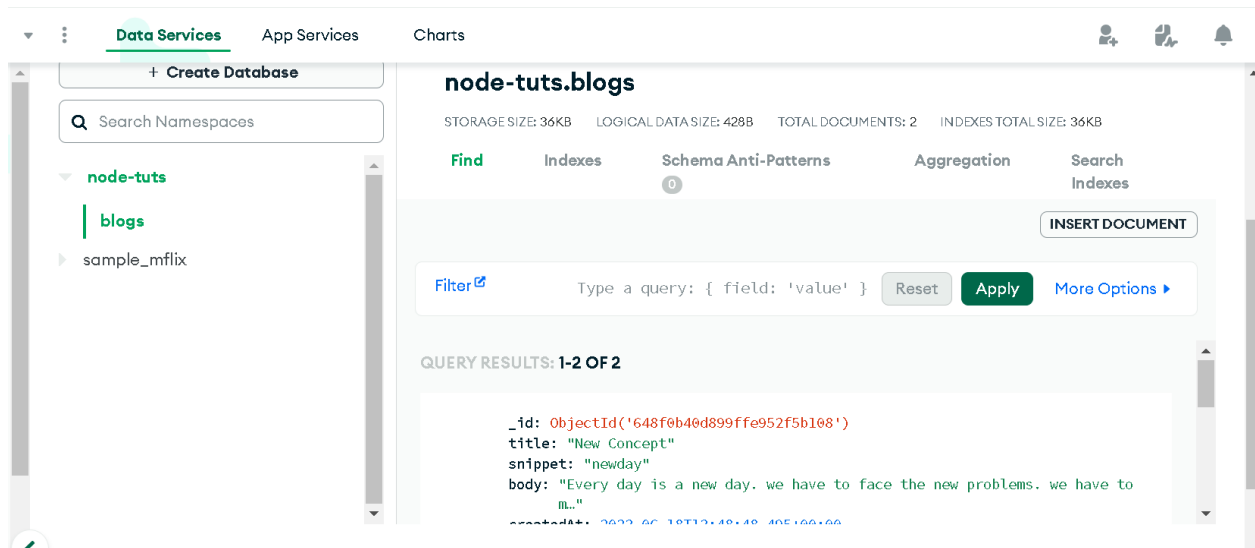 Data Services App Services Charts
+ Create Database
Search Namespaces
node-tuts
blogs
sample_mflix
node-tuts.blogs
STORAGE SIZE: 36KB LOGICAL DATA SIZE: 428B TOTAL DOCUMENTS: 2 INDEXES TOTAL SIZE: 36KB
Find Indexes Schema Anti-Patterns Aggregation Search
0 Indexes
INSERT DOCUMENT
Filter Type a query: { field: 'value' } Reset Apply More Options
QUERY RESULTS: 1-2 OF 2
_id: ObjectId('648f0b40d899ffe952f5b108')
title: "New Concept"
snippet: "newday"
body: "Every day is a new day. we have to face the new problems. we have to
m…"
createdAt: